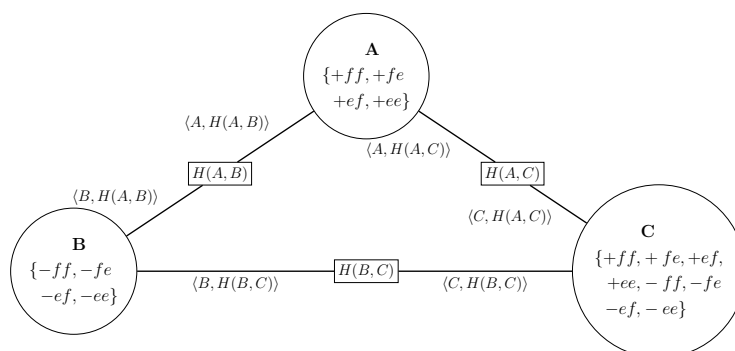 A
{+ff, +fe
+ef, +ee}
⟨A, H(A, B)⟩
⟨A, H(A, C)⟩
H(A, B)
H(A, C)
⟨B, H(A, B)⟩
⟨C, H(A, C)⟩
B
{−ff, −fe
−ef, −ee}
C
{+ff, + fe, +ef,
+ee, − ff, −fe
−ef, − ee}
H(B, C)
⟨B, H(B, C)⟩
⟨C, H(B, C)⟩